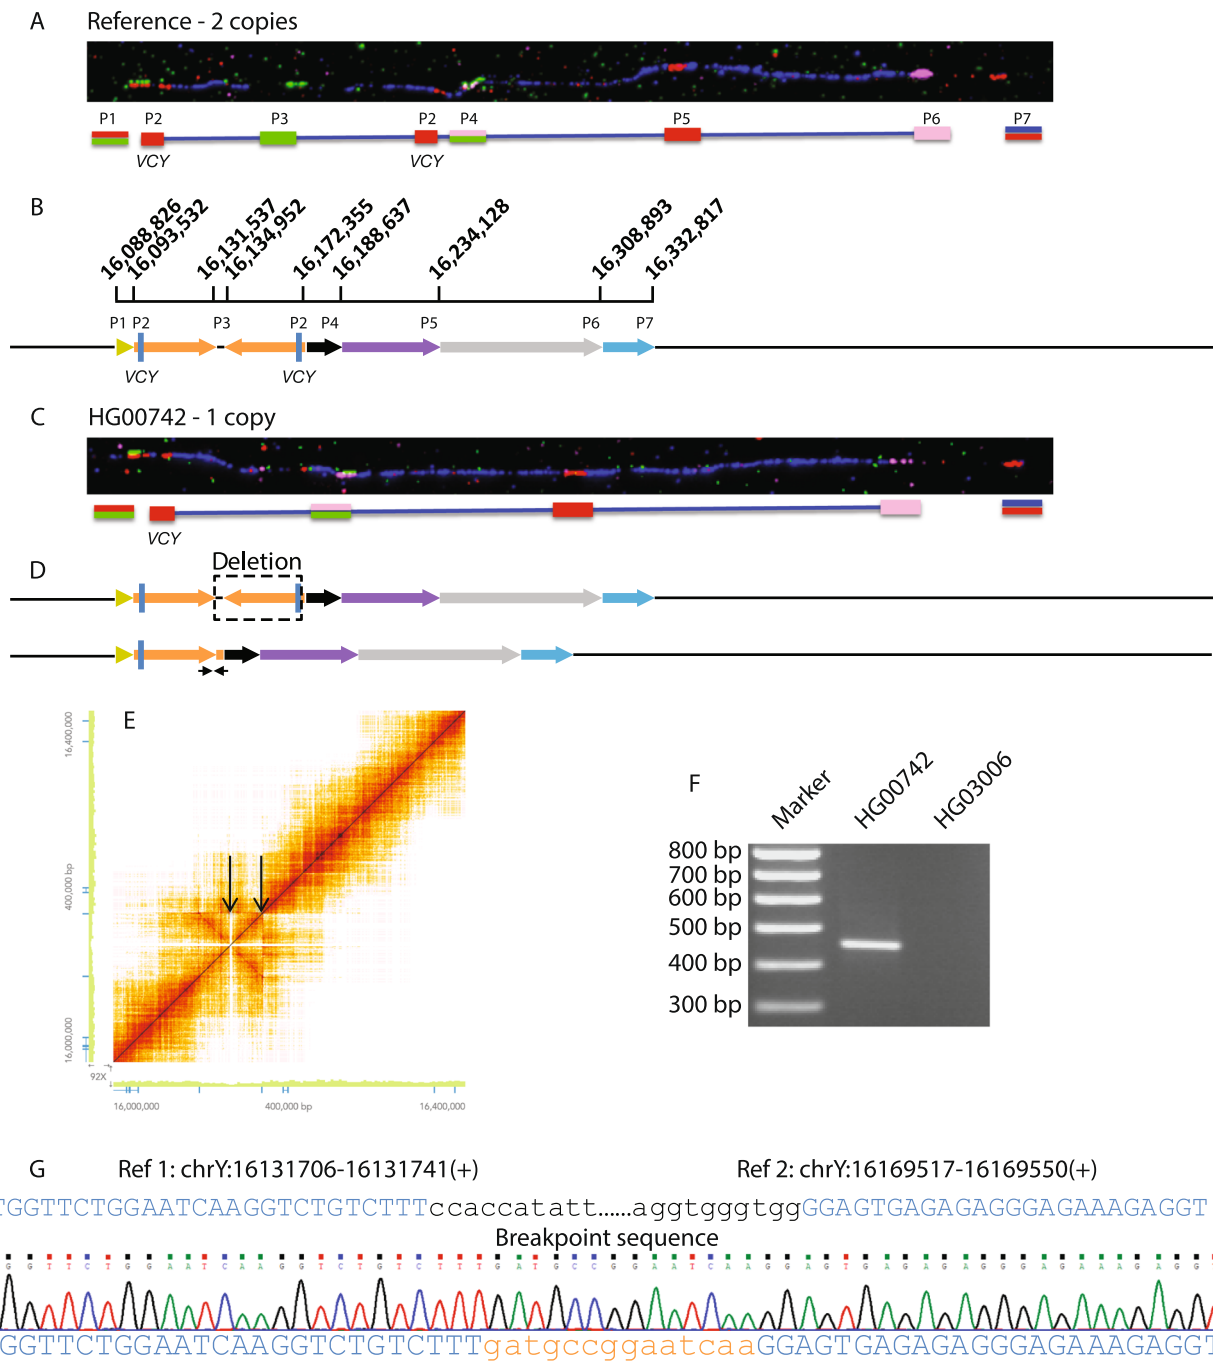 A Reference - 2 copies
P1 P2 P3 P2 P4 P5 P6 P7
VCY VCY
B
16,088,826 16,093,532 16,131,537 16,134,952 16,172,355 16,188,637 16,234,128 16,308,893 16,332,817
P1 P2 P3 P2 P4 P5 P6 P7
VCY VCY
C HG00742 - 1 copy
VCY
D Deletion
E
16,400,000
400,000 bp
16,000,000
92X
16,000,000 400,000 bp 16,400,000
F Marker HG00742 HG03006
800 bp
700 bp
600 bp
500 bp
400 bp
300 bp
G Ref 1: chrY:16131706-16131741(+) Ref 2: chrY:16169517-16169550(+)
TGGTTCTGGAATCAAGGTCTGTCTTTccaccatatt......aggtgggtggGGAGTGAGAGAGGGAGAAAGAGGT
Breakpoint sequence
G G T T C T G G A A T C A A G G T C T G T C T T T G A T G C C G G A A T C A A G G A G T G A G A G A G G G A G A A A G A G G T
GGTTCTGGAATCAAGGTCTGTCTTTgatgccggaatcaaGGAGTGAGAGAGGGAGAAAGAGGT